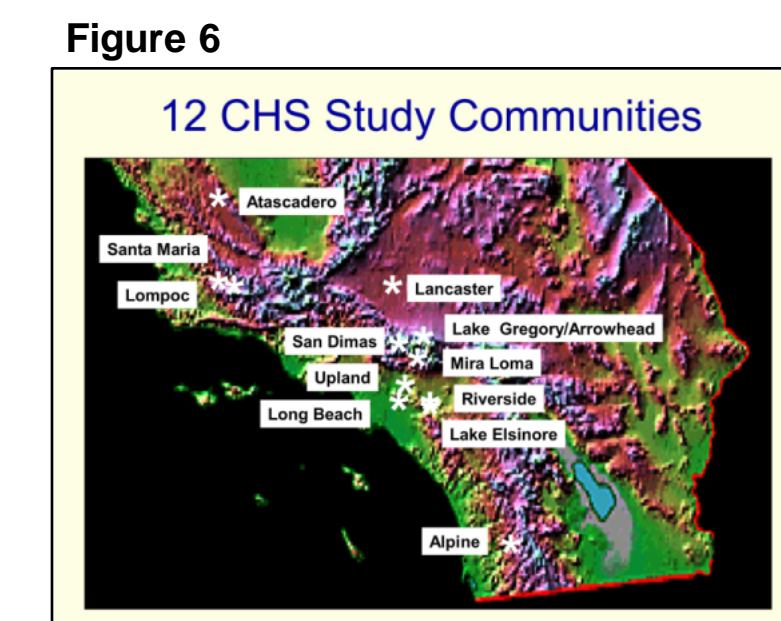 Figure 6
12 CHS Study Communities
Atascadero
Santa Maria
Lompoc
Lancaster
Lake Gregory/Arrowhead
San Dimas
Mira Loma
Upland
Riverside
Long Beach
Lake Elsinore
Alpine